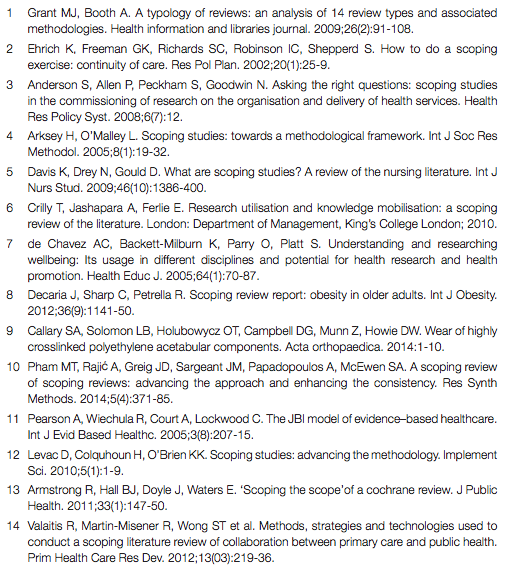 1 Grant MJ, Booth A. A typology of reviews: an analysis of 14 review types and associated
methodologies. Health information and libraries journal. 2009;26(2):91-108.
2 Ehrich K, Freeman GK, Richards SC, Robinson IC, Shepperd S. How to do a scoping
exercise: continuity of care. Res Pol Plan. 2002;20(1):25-9.
3 Anderson S, Allen P, Peckham S, Goodwin N. Asking the right questions: scoping studies
in the commissioning of research on the organisation and delivery of health services. Health
Res Policy Syst. 2008;6(7):12.
4 Arksey H, O'Malley L. Scoping studies: towards a methodological framework. Int J Soc Res
Methodol. 2005;8(1):19-32.
5 Davis K, Drey N, Gould D. What are scoping studies? A review of the nursing literature. Int J
Nurs Stud. 2009;46(10):1386-400.
6 Crilly T, Jashapara A, Ferlie E. Research utilisation and knowledge mobilisation: a scoping
review of the literature. London: Department of Management, King's College London; 2010.
7 de Chavez AC, Backett-Milburn K, Parry O, Platt S. Understanding and researching
wellbeing: Its usage in different disciplines and potential for health research and health
promotion. Health Educ J. 2005;64(1):70-87.
8 Decaria J, Sharp C, Petrella R. Scoping review report: obesity in older adults. Int J Obesity.
2012;36(9):1141-50.
9 Callary SA, Solomon LB, Holubowycz OT, Campbell DG, Munn Z, Howie DW. Wear of highly
crosslinked polyethylene acetabular components. Acta orthopaedica. 2014:1-10.
10 Pham MT, Rajić A, Greig JD, Sargeant JM, Papadopoulos A, McEwen SA. A scoping review
of scoping reviews: advancing the approach and enhancing the consistency. Res Synth
Methods. 2014;5(4):371-85.
11 Pearson A, Wiechula R, Court A, Lockwood C. The JBI model of evidence–based healthcare.
Int J Evid Based Healthc. 2005;3(8):207-15.
12 Levac D, Colquhoun H, O'Brien KK. Scoping studies: advancing the methodology. Implement
Sci. 2010;5(1):1-9.
13 Armstrong R, Hall BJ, Doyle J, Waters E. 'Scoping the scope'of a cochrane review. J Public
Health. 2011;33(1):147-50.
14 Valaitis R, Martin-Misener R, Wong ST et al. Methods, strategies and technologies used to
conduct a scoping literature review of collaboration between primary care and public health.
Prim Health Care Res Dev. 2012;13(03):219-36.